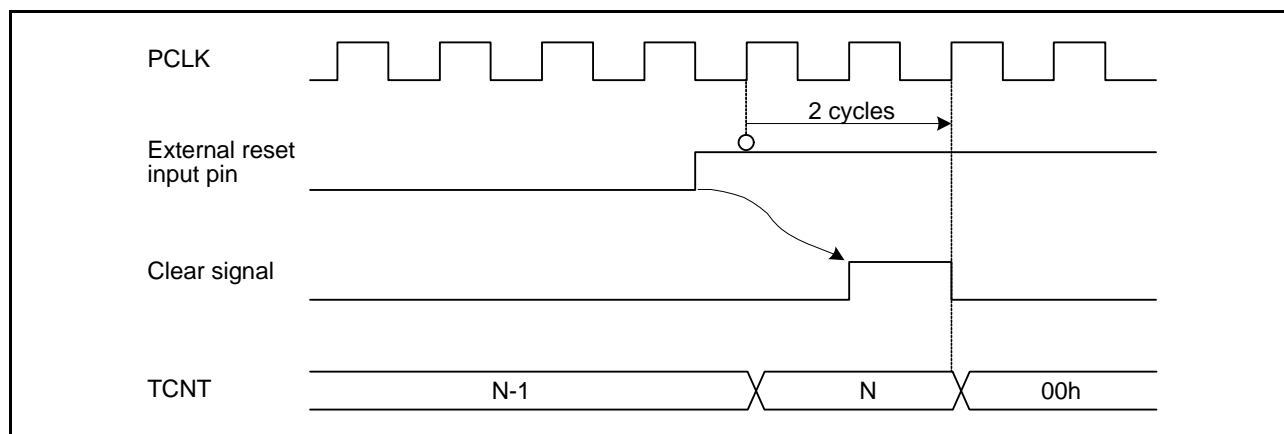 PCLK
2 cycles
External reset
input pin
Clear signal
TCNT
N-1
N
00h